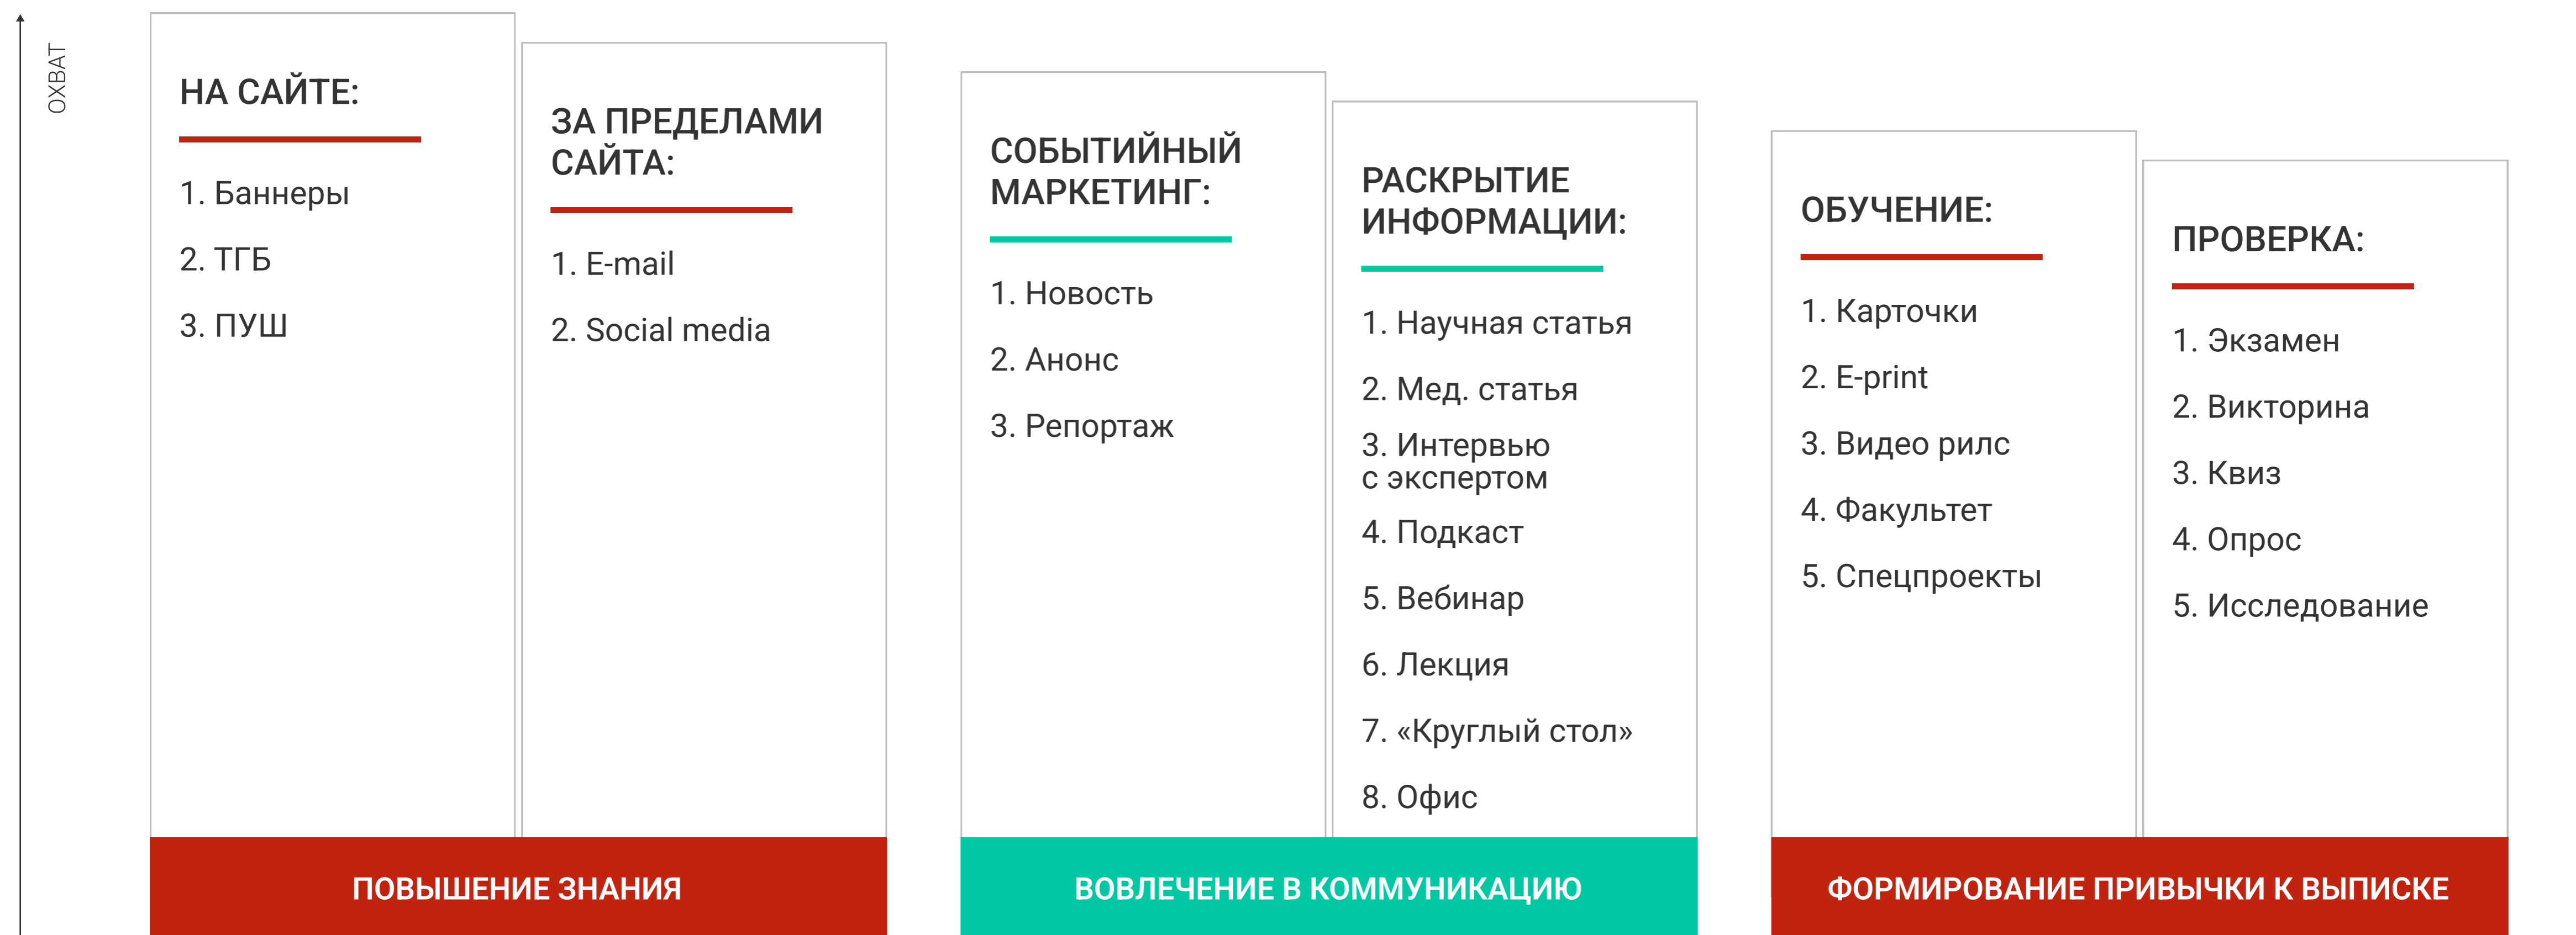 ОХВАТ
НА САЙТЕ:
1. Баннеры
2. ТГБ
3. ПУШ
ЗА ПРЕДЕЛАМИ
САЙТА:
1. E-mail
2. Social media
ПОВЫШЕНИЕ ЗНАНИЯ
СОБЫТИЙНЫЙ
МАРКЕТИНГ:
1. Новость
2. Анонс
3. Репортаж
РАСКРЫТИЕ
ИНФОРМАЦИИ:
1. Научная статья
2. Мед. статья
3. Интервью
с экспертом
4. Подкаст
5. Вебинар
6. Лекция
7. «Круглый стол»
8. Офис
ВОВЛЕЧЕНИЕ В КОММУНИКАЦИЮ
ОБУЧЕНИЕ:
1. Карточки
2. E-print
3. Видео рилс
4. Факультет
5. Спецпроекты
ПРОВЕРКА:
1. Экзамен
2. Викторина
3. Квиз
4. Опрос
5. Исследование
ФОРМИРОВАНИЕ ПРИВЫЧКИ К ВЫПИСКЕ